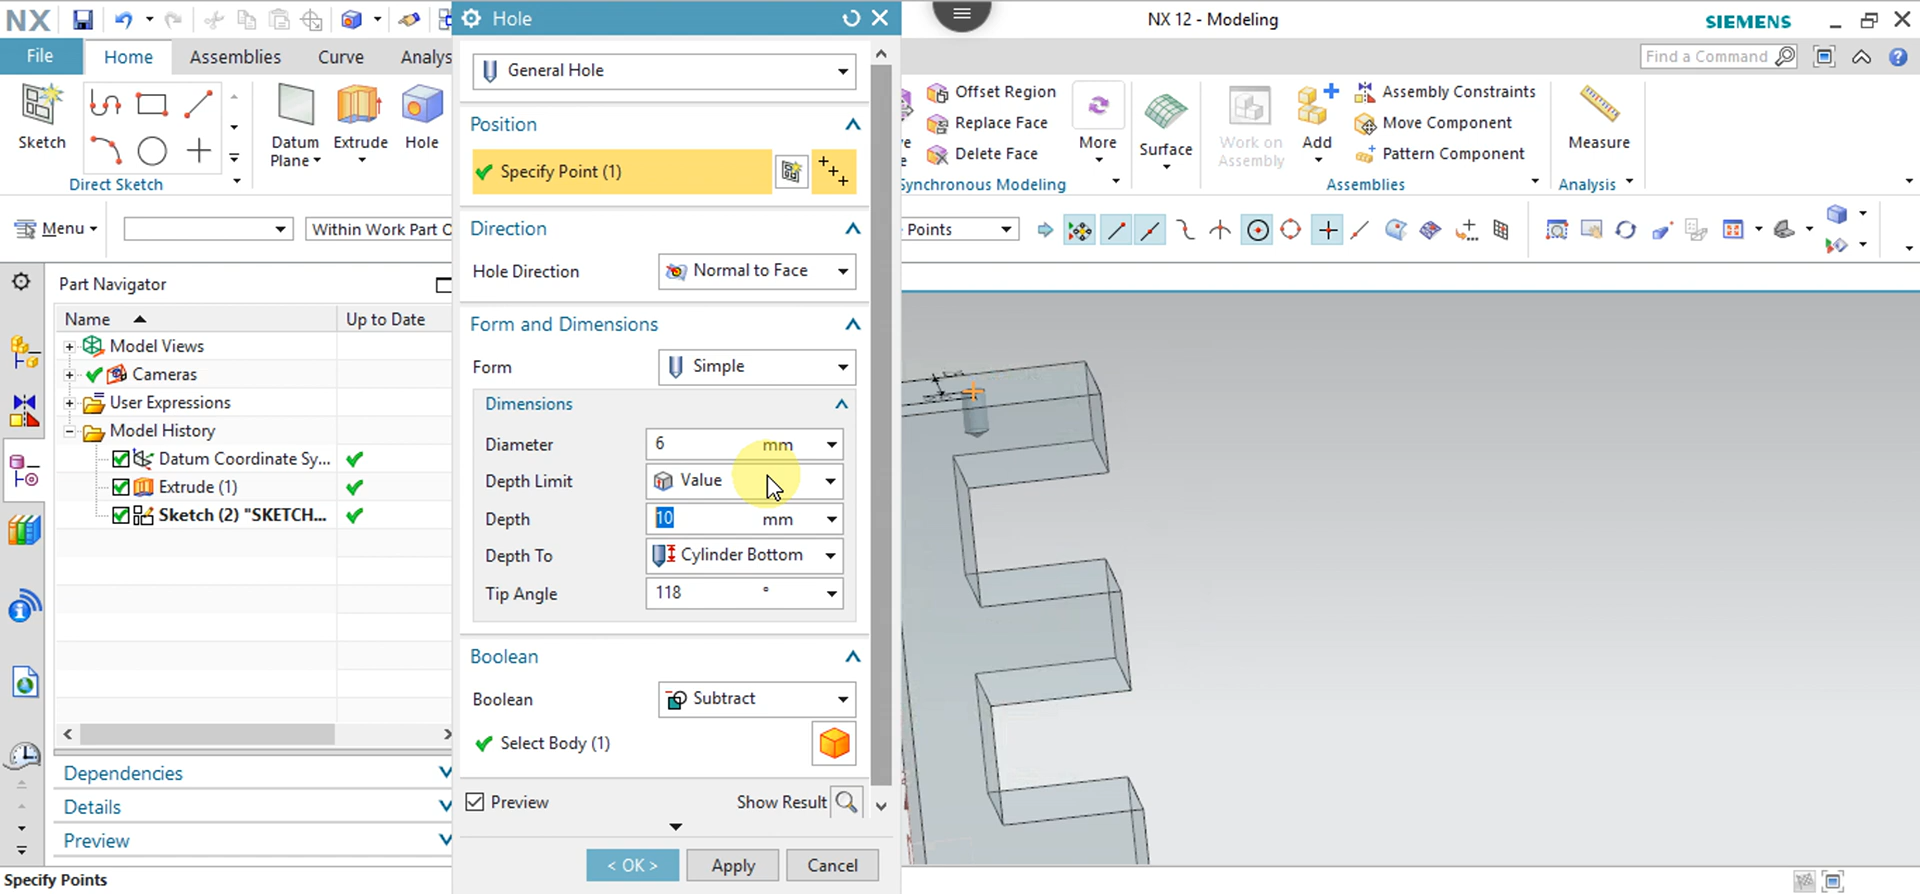 NX
Hole
NX 12 - Modeling
SIEMENS
File
Home
Assemblies
Curve
Analys
General Hole
Find a Command
Sketch
Datum
Plane
Extrude
Hole
Direct Sketch
Position
Specify Point (1)
Offset Region
Replace Face
Delete Face
More
Surface
Work on
Assembly
Add
Assembly Constraints
Move Component
Pattern Component
Measure
Synchronous Modeling
Assemblies
Analysis
Menu
Within Work Part O
Points
Direction
Hole Direction
Normal to Face
Part Navigator
Name
Up to Date
Model Views
Cameras
User Expressions
Model History
Datum Coordinate Sy...
Extrude (1)
Sketch (2) "SKETCH...
Form and Dimensions
Form
Simple
Dimensions
Diameter
6 mm
Depth Limit
Value
Depth
10 mm
Depth To
Cylinder Bottom
Tip Angle
118 °
Boolean
Boolean
Subtract
Select Body (1)
Dependencies
Details
Preview
Preview
Show Result
< OK >
Apply
Cancel
Specify Points